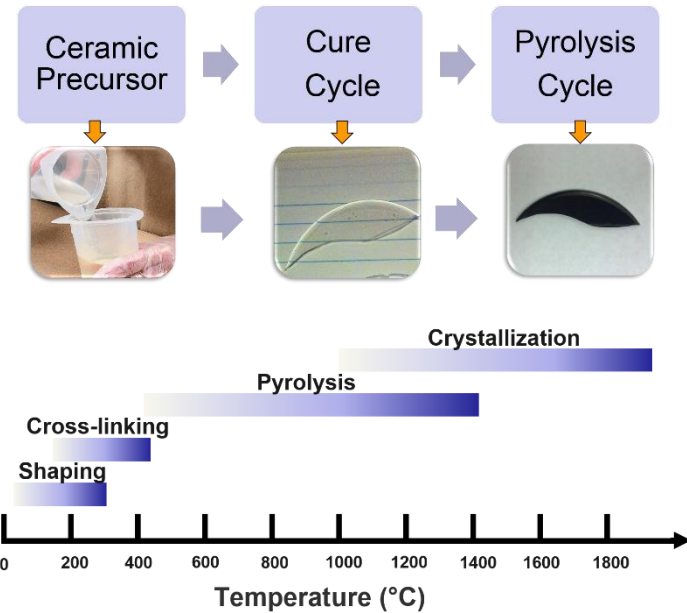 Ceramic
Precursor
Cure
Cycle
Pyrolysis
Cycle
Crystallization
Pyrolysis
Cross-linking
Shaping
0 200 400 600 800 1000 1200 1400 1600 1800
Temperature (°C)